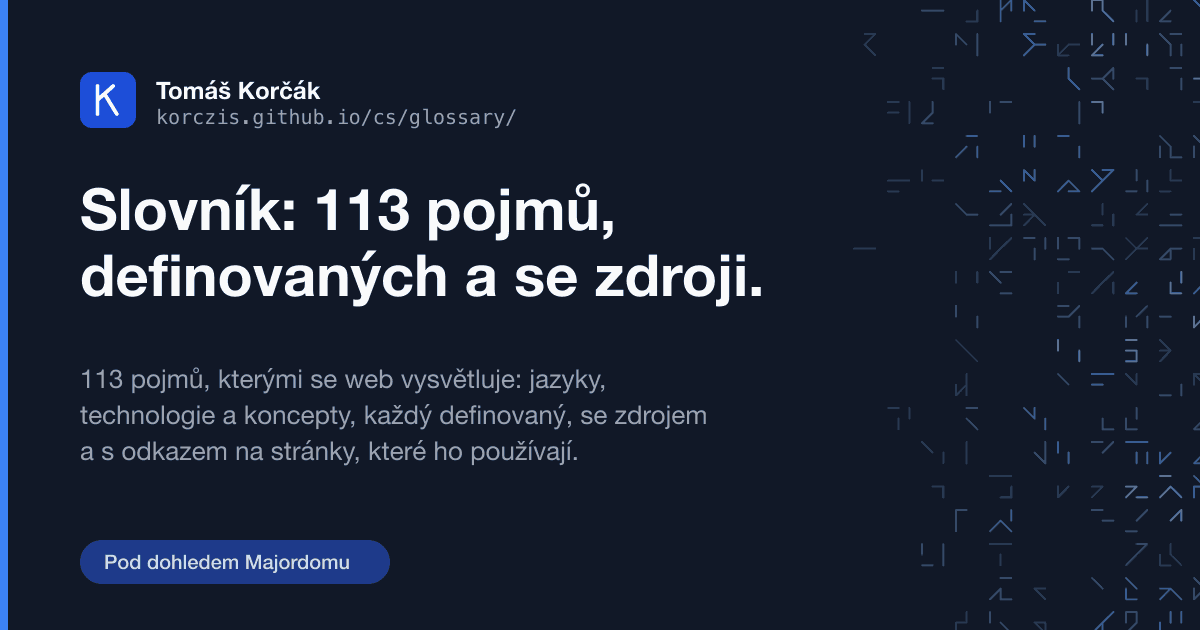 K
Tomáš Korčák
korczis.github.io/cs/glossary/
Slovník: 113 pojmů,
definovaných a se zdroji.
113 pojmů, kterými se web vysvětluje: jazyky,
technologie a koncepty, každý definovaný, se zdrojem
a s odkazem na stránky, které ho používají.
Pod dohledem Majordomu